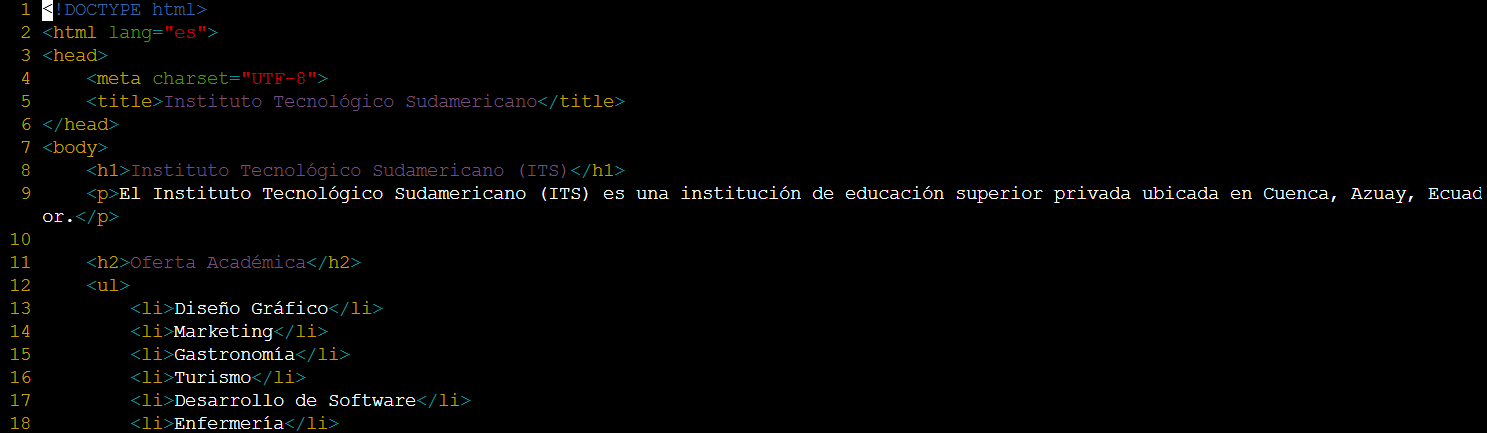 1 <!DOCTYPE html>
2 <html lang="es">
3 <head>
4     <meta charset="UTF-8">
5     <title>Instituto Tecnológico Sudamericano</title>
6 </head>
7 <body>
8     <h1>Instituto Tecnológico Sudamericano (ITS)</h1>
9     <p>El Instituto Tecnológico Sudamericano (ITS) es una institución de educación superior privada ubicada en Cuenca, Azuay, Ecuad
or.</p>
10
11     <h2>Oferta Académica</h2>
12     <ul>
13         <li>Diseño Gráfico</li>
14         <li>Marketing</li>
15         <li>Gastronomía</li>
16         <li>Turismo</li>
17         <li>Desarrollo de Software</li>
18         <li>Enfermería</li>